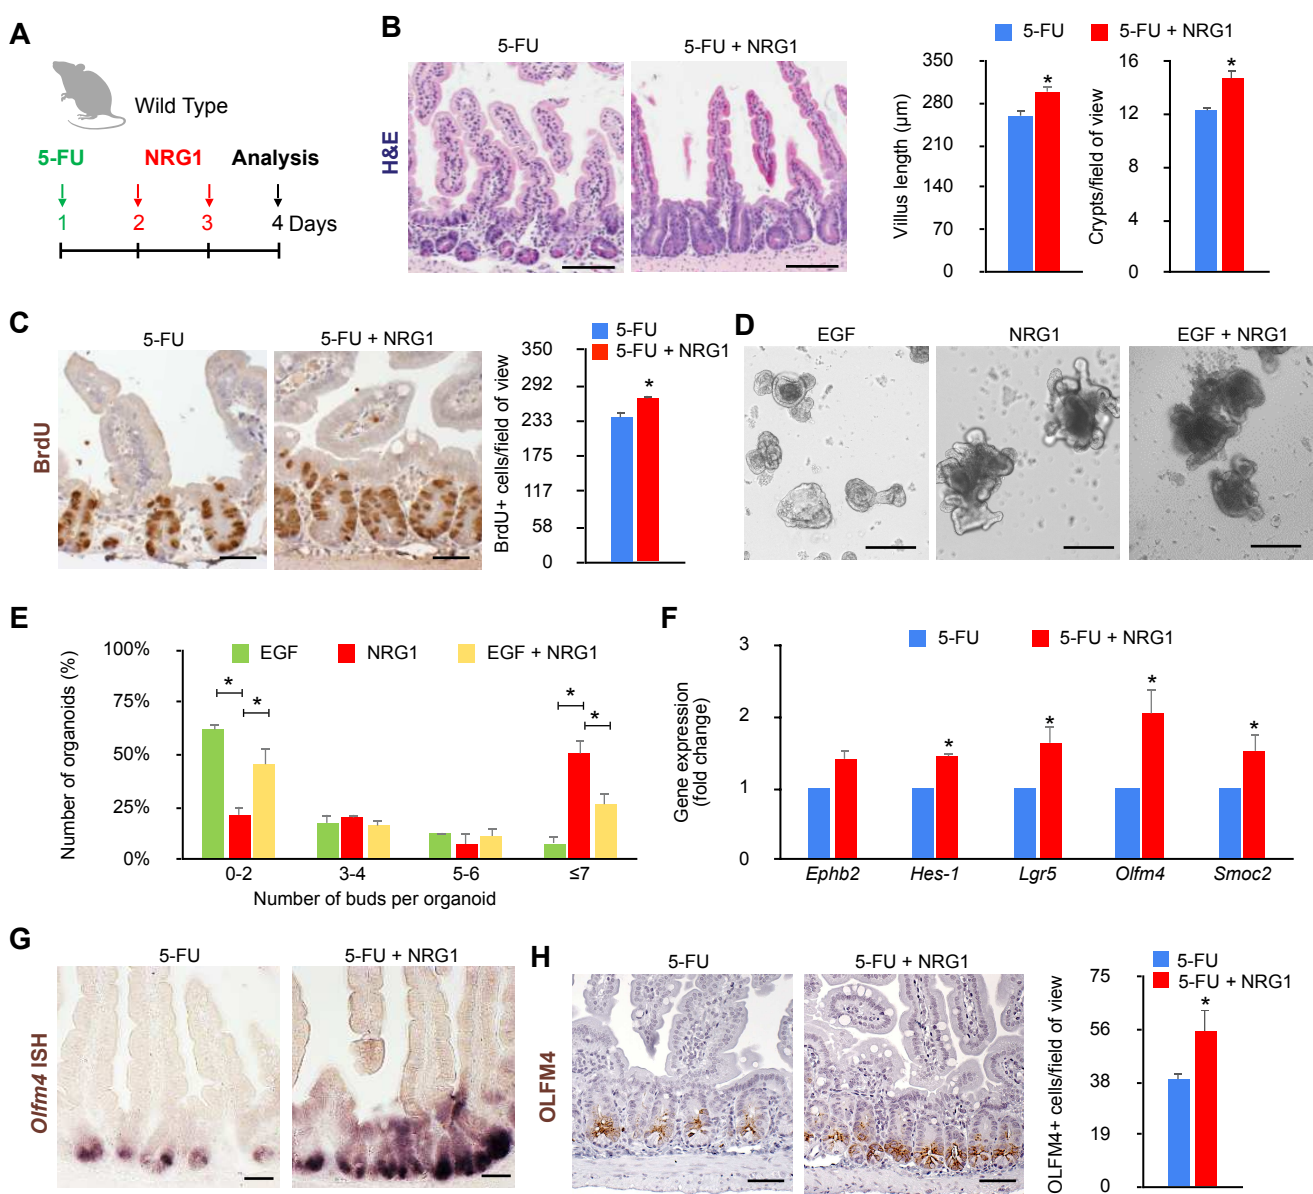 A
Wild Type
5-FU NRG1 Analysis
1 2 3 4 Days
B
5-FU 5-FU + NRG1
H&E
5-FU 5-FU + NRG1
Villus length (µm)
350
280
210
140
70
0
*
Crypts/field of view
16
12
8
4
0
*
C
5-FU 5-FU + NRG1
BrdU
5-FU
5-FU + NRG1
BrdU+ cells/field of view
350
292
233
175
117
58
0
*
D
EGF NRG1 EGF + NRG1
E
EGF NRG1 EGF + NRG1
Number of organoids (%)
100%
75%
50%
25%
0%
* *
* *
0-2 3-4 5-6 ≤7
Number of buds per organoid
F
5-FU 5-FU + NRG1
Gene expression
(fold change)
3
2
1
0
* * * *
Ephb2 Hes-1 Lgr5 Olfm4 Smoc2
G
5-FU 5-FU + NRG1
Olfm4 ISH
H
5-FU 5-FU + NRG1
OLFM4
5-FU
5-FU + NRG1
OLFM4+ cells/field of view
75
56
38
19
0
*